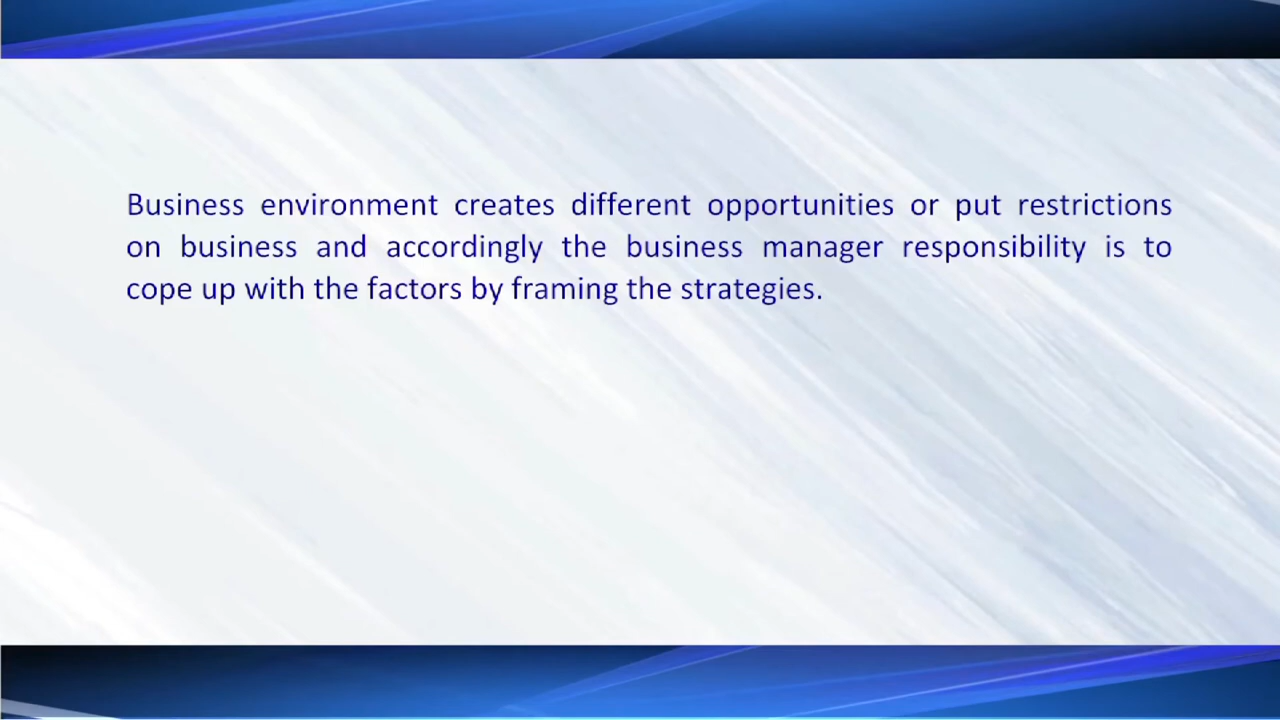 Business environment creates different opportunities or put restrictions
on business and accordingly the business manager responsibility is to
cope up with the factors by framing the strategies.